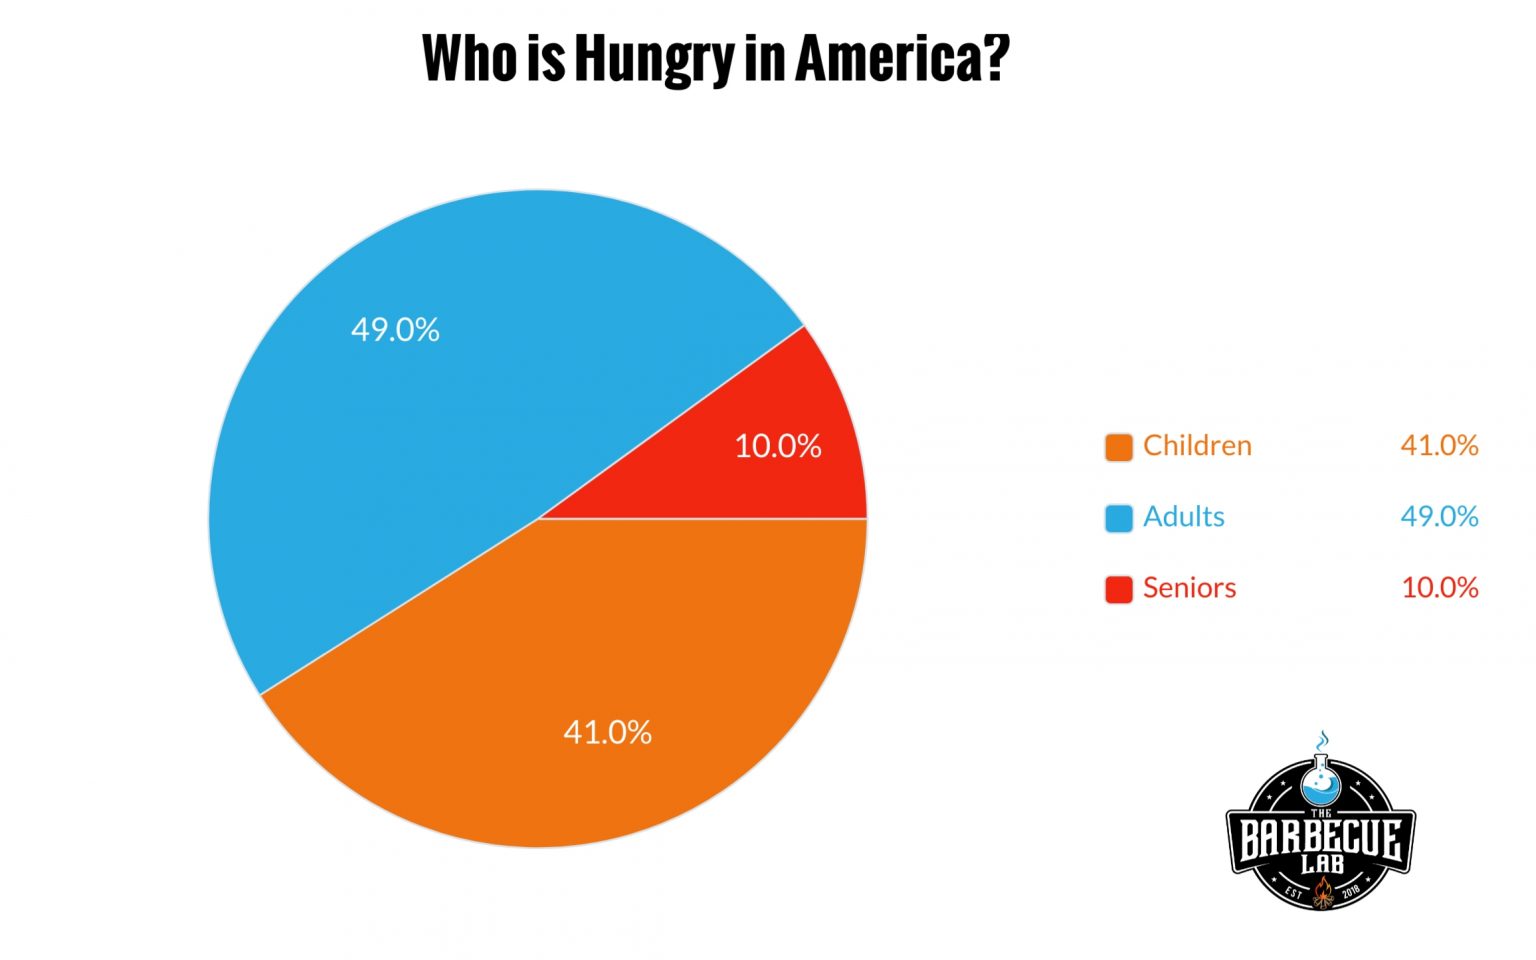 Who is Hungry in America?
49.0%
10.0%
41.0%
Children 41.0%
Adults 49.0%
Seniors 10.0%
THE
BARBECUE
LAB
EST 2018